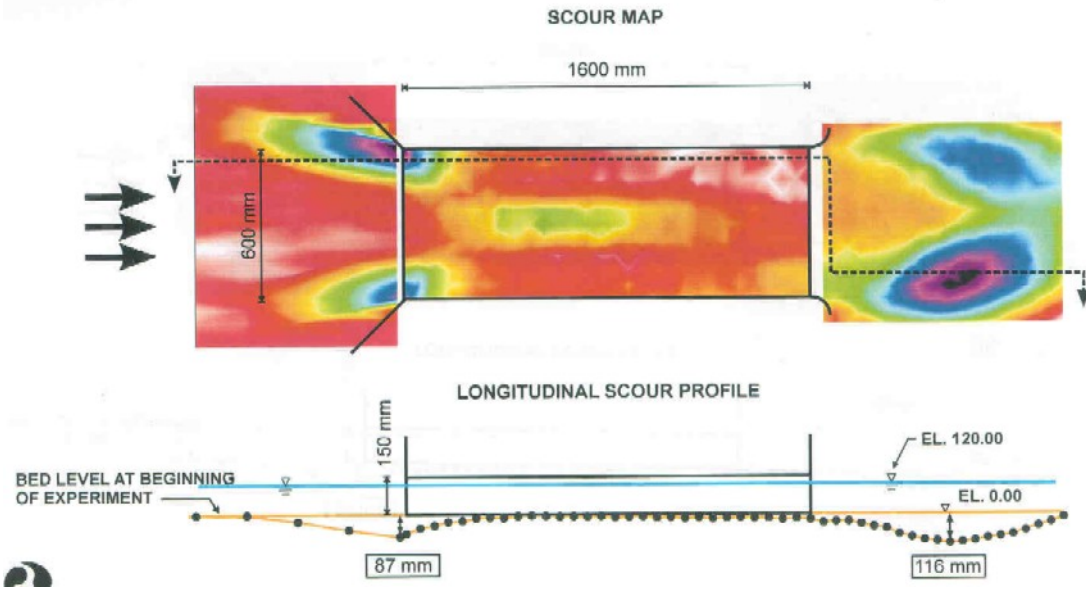 SCOUR MAP
1600 mm
600 mm
LONGITUDINAL SCOUR PROFILE
150 mm
EL. 120.00
BED LEVEL AT BEGINNING
OF EXPERIMENT
EL. 0.00
87 mm
116 mm